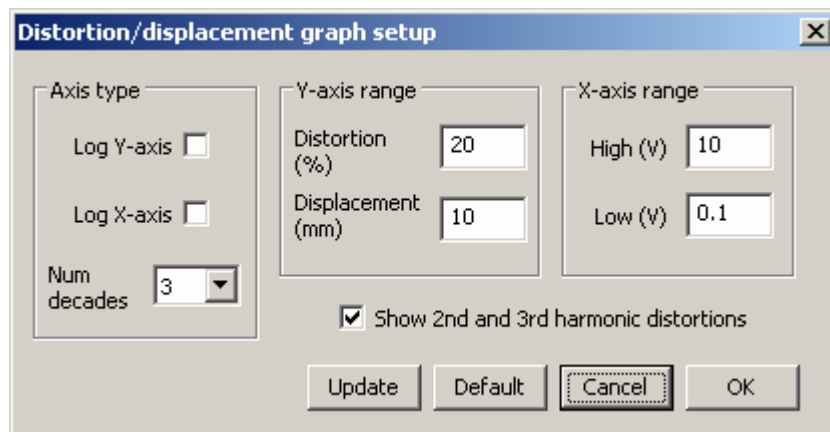 Distortion/displacement graph setup
Axis type
Log Y-axis
Log X-axis
Num
decades
3
Y-axis range
Distortion
(%)
20
Displacement
(mm)
10
X-axis range
High (V)
10
Low (V)
0.1
Show 2nd and 3rd harmonic distortions
Update
Default
Cancel
OK